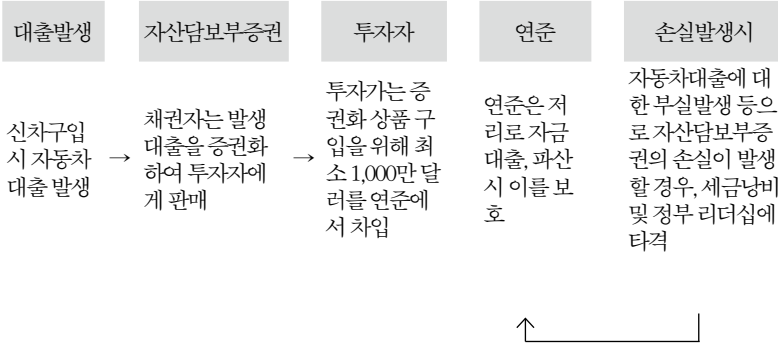 대출발생
신차구입
시 자동차
대출 발생
→
자산담보부증권
채권자는 발생
대출을 증권화
하여 투자자에
게 판매
→
투자자
투자가는 증
권화 상품 구
입을 위해 최
소 1,000만 달
러를 연준에
서 차입
연준
연준은 저
리로 자금
대출, 파산
시 이를 보
호
손실발생시
자동차대출에 대
한 부실발생 등으
로 자산담보부증
권의 손실이 발생
할 경우, 세금낭비
및 정부 리더십에
타격